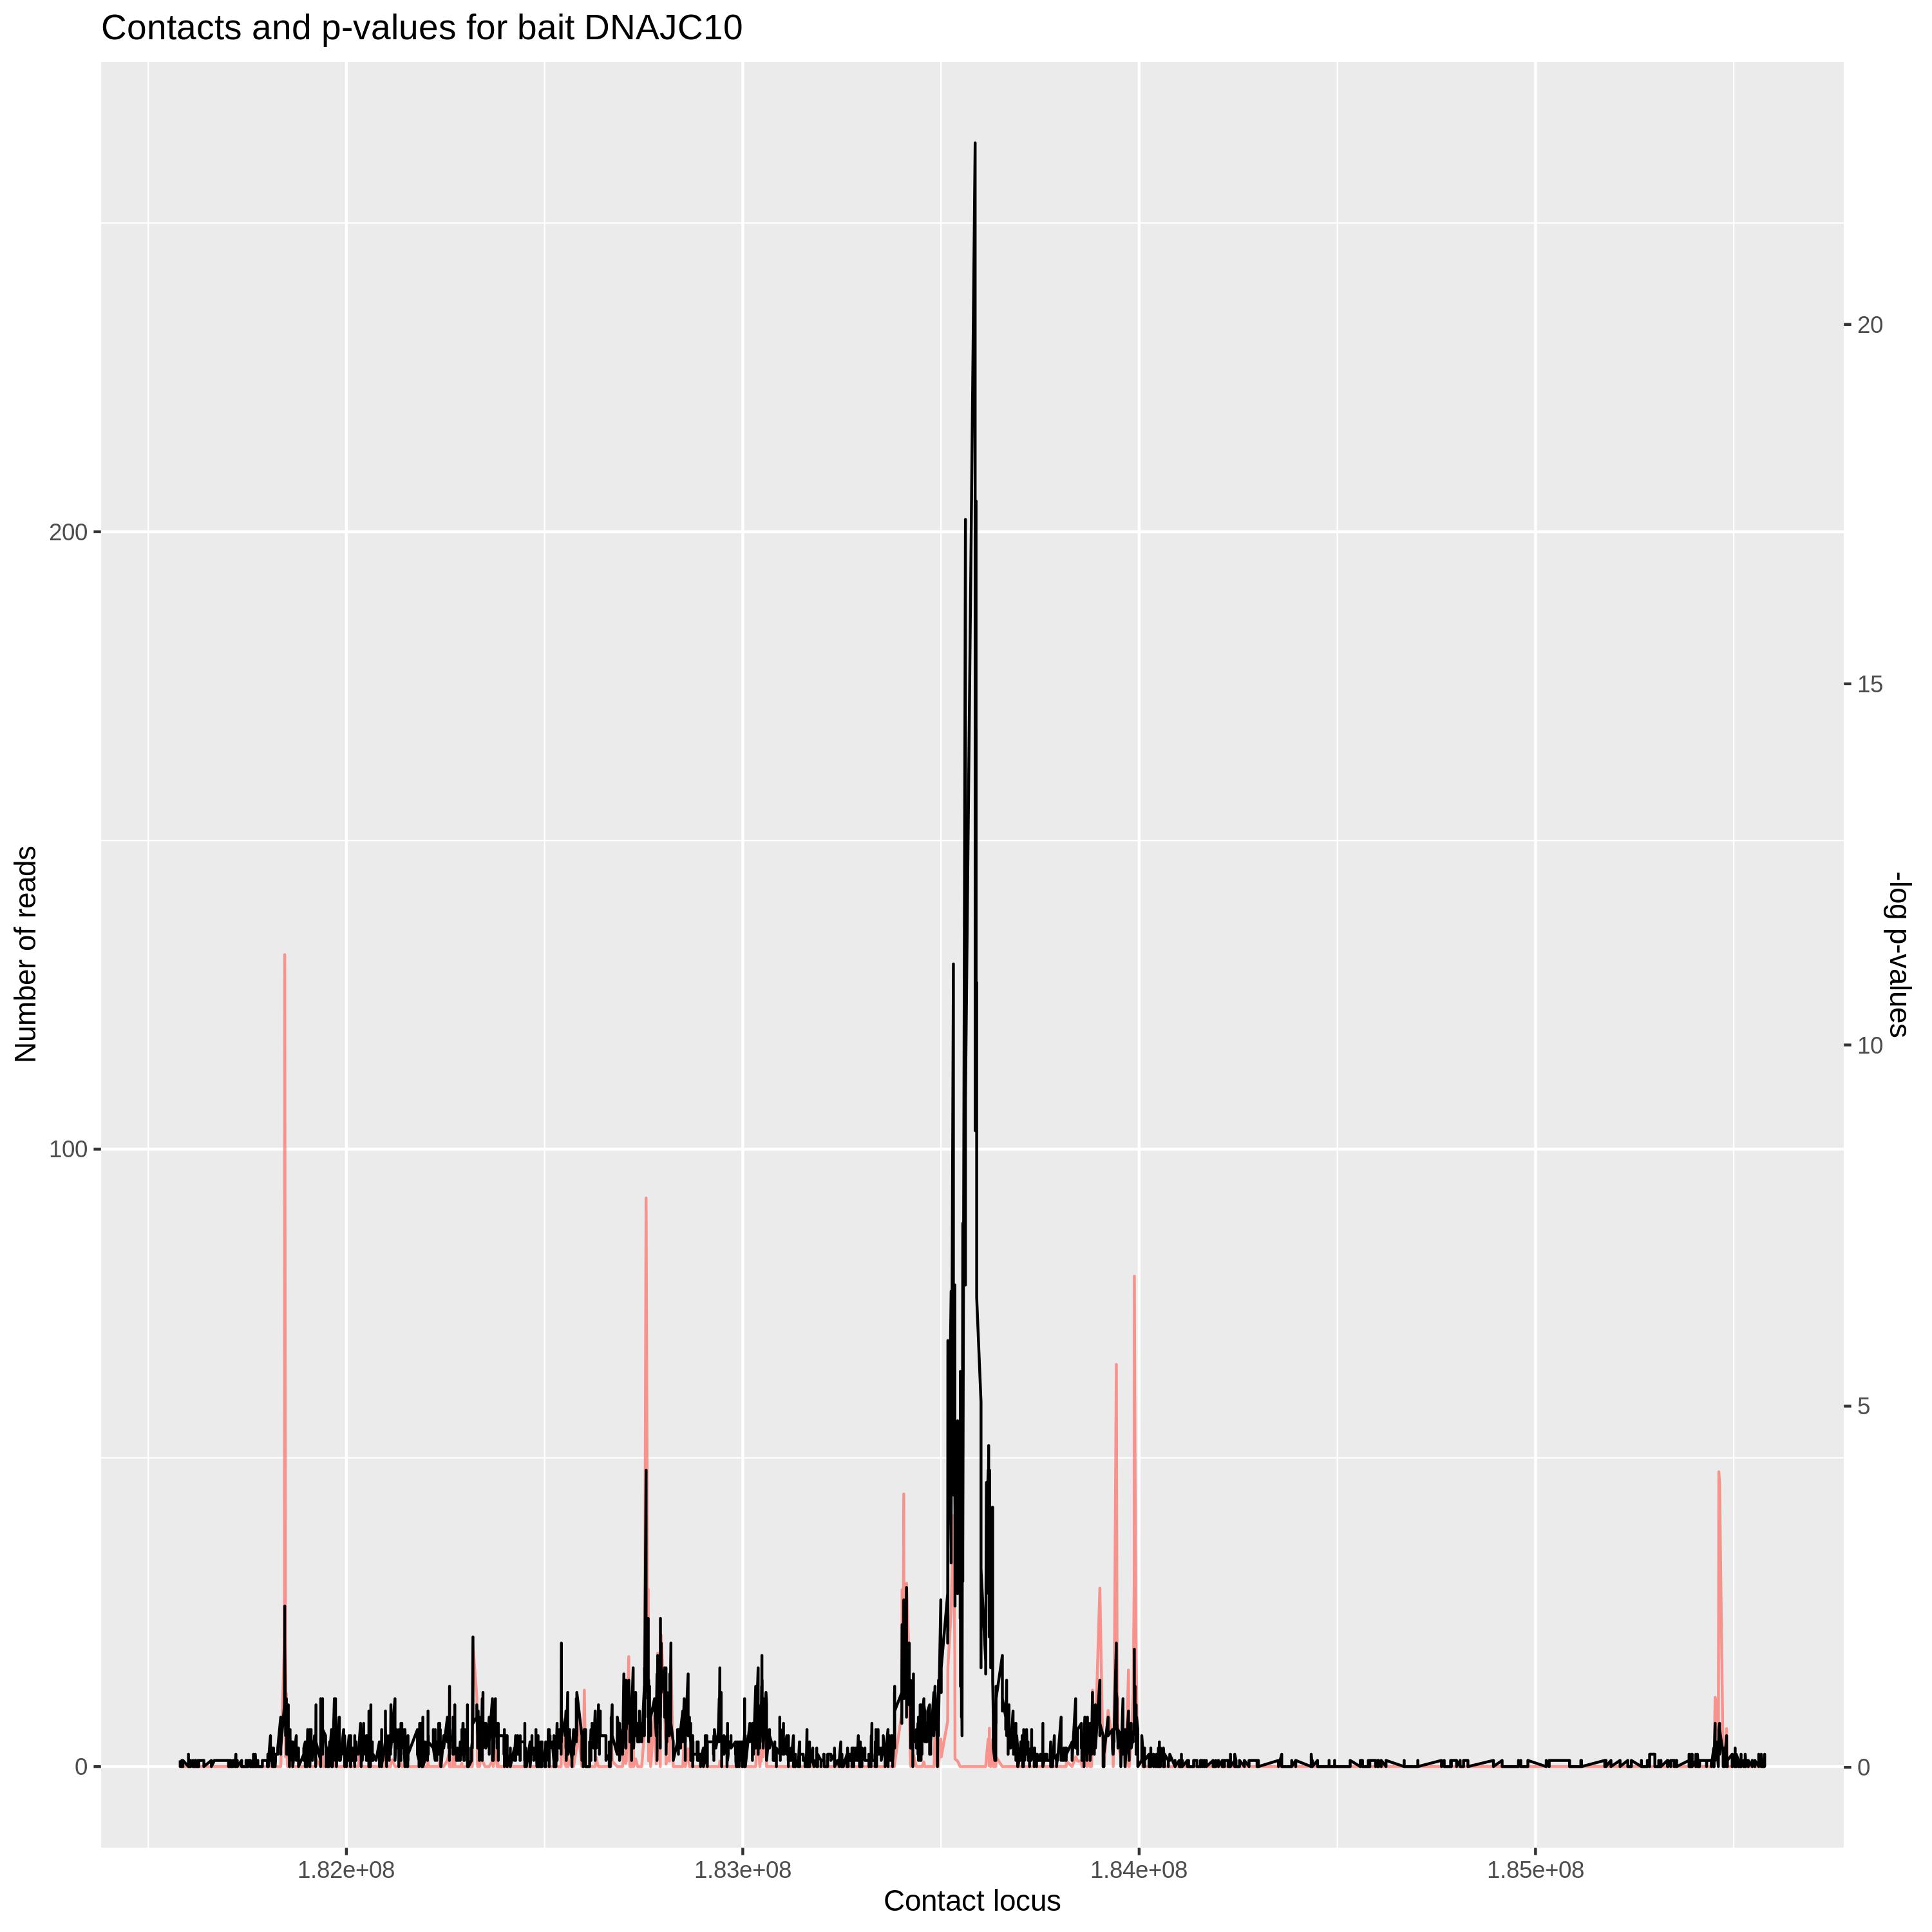 Contacts and p-values for bait DNAJC10
Number of reads
200
100
0
20
15
10
5
0
-log p-values
1.82e+08
1.83e+08
1.84e+08
1.85e+08
Contact locus